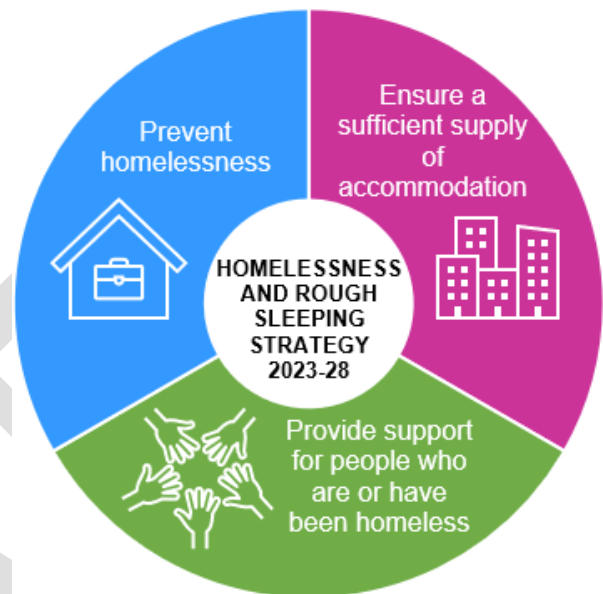 Prevent
homelessness
Ensure a
sufficient supply
of
accommodation
HOMELESSNESS
AND ROUGH
SLEEPING
STRATEGY
2023-28
Provide support
for people who
are or have
been homeless